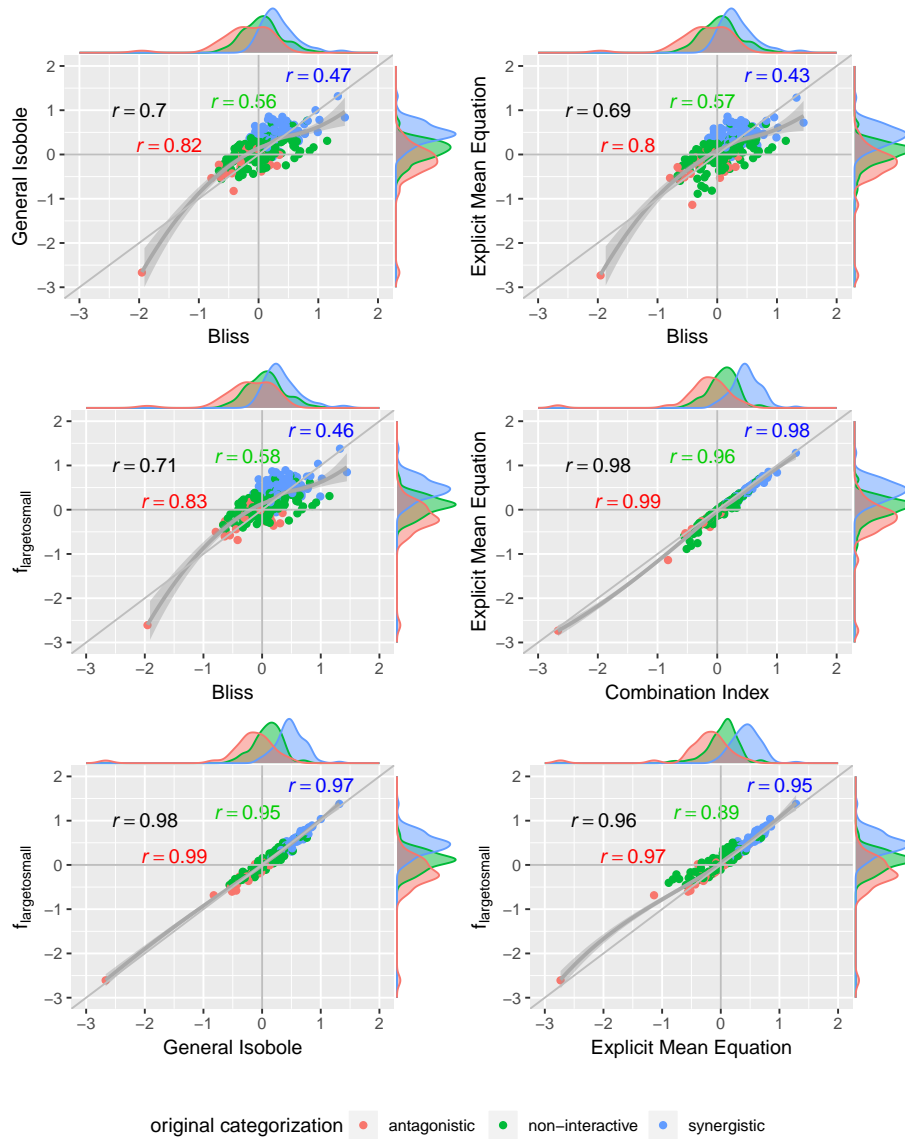 General Isobole
2
1
0
−1
−2
−3
r = 0.7
r = 0.56
r = 0.47
r = 0.82
−3 −2 −1 0 1 2
Bliss
Explicit Mean Equation
2
1
0
−1
−2
−3
r = 0.69
r = 0.57
r = 0.43
r = 0.8
−3 −2 −1 0 1 2
Bliss
flargetosmall
2
1
0
−1
−2
−3
r = 0.71
r = 0.58
r = 0.46
r = 0.83
−3 −2 −1 0 1 2
Bliss
Explicit Mean Equation
2
1
0
−1
−2
−3
r = 0.98
r = 0.96
r = 0.98
r = 0.99
−3 −2 −1 0 1 2
Combination Index
flargetosmall
2
1
0
−1
−2
−3
r = 0.98
r = 0.95
r = 0.97
r = 0.99
−3 −2 −1 0 1 2
General Isobole
flargetosmall
2
1
0
−1
−2
−3
r = 0.96
r = 0.89
r = 0.95
r = 0.97
−3 −2 −1 0 1 2
Explicit Mean Equation
original categorization antagonistic non−interactive synergistic